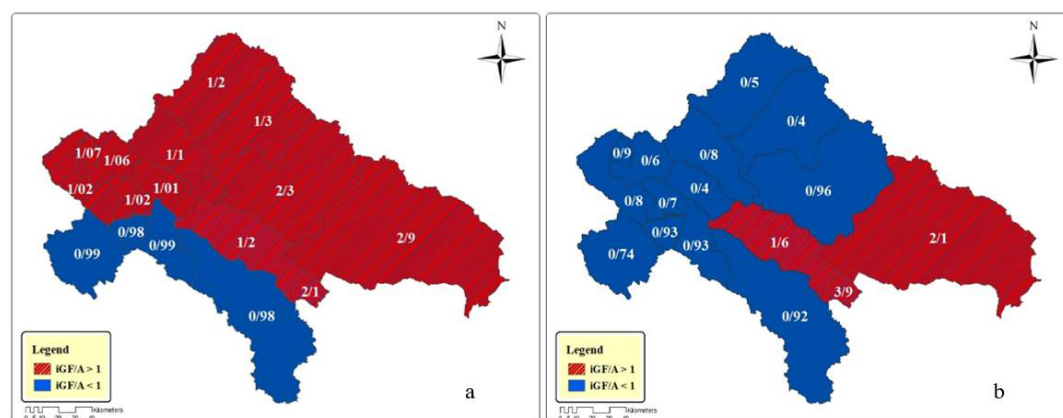 N
1/2
1/3
1/07
1/06
1/1
1/02
1/02
1/01
2/3
0/98
0/99
0/99
1/2
2/9
2/1
0/98
Legend
iGF/A > 1
iGF/A < 1
Kilometers
a
N
0/5
0/4
0/9
0/6
0/8
0/96
0/8
0/7
0/4
0/93
0/93
0/74
1/6
2/1
3/9
0/92
Legend
iGF/A > 1
iGF/A < 1
Kilometers
b